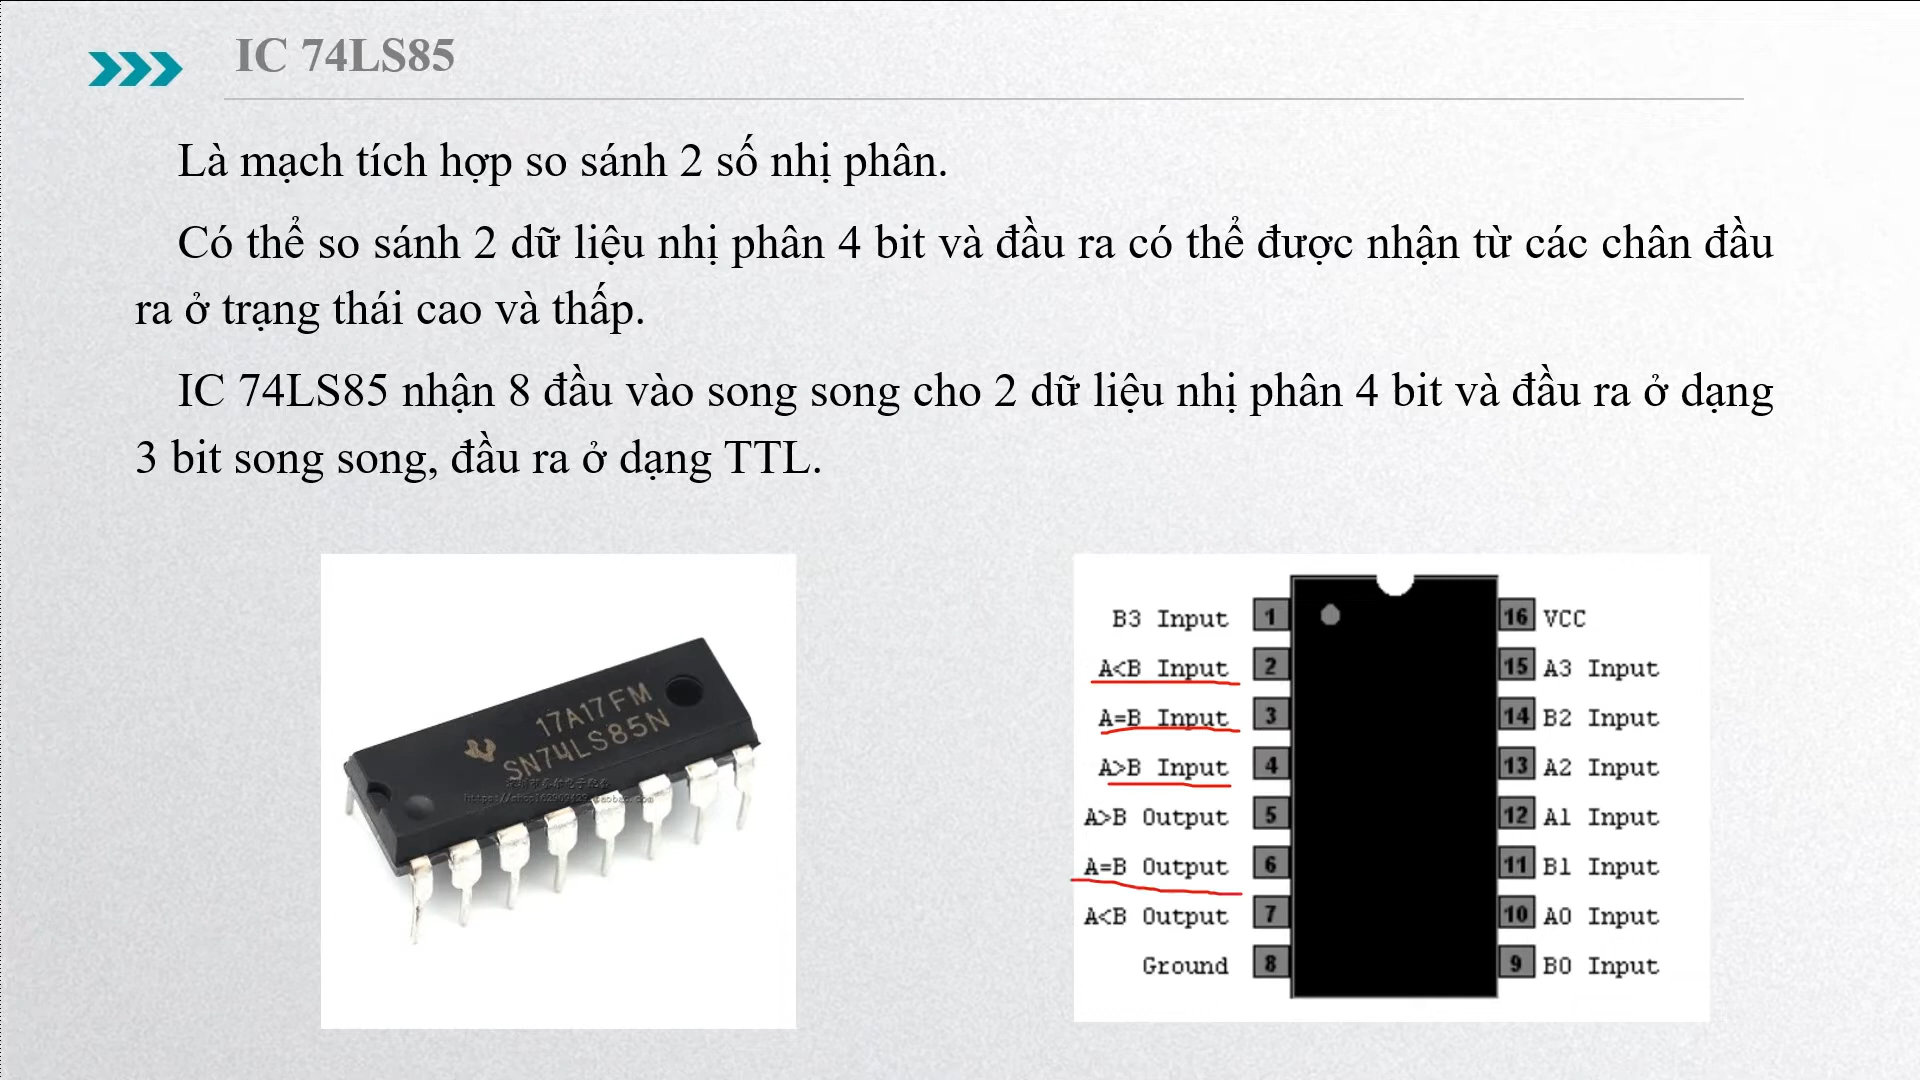 IC 74LS85
Là mạch tích hợp so sánh 2 số nhị phân.
Có thể so sánh 2 dữ liệu nhị phân 4 bit và đầu ra có thể được nhận từ các chân đầu
ra ở trạng thái cao và thấp.
IC 74LS85 nhận 8 đầu vào song song cho 2 dữ liệu nhị phân 4 bit và đầu ra ở dạng
3 bit song song, đầu ra ở dạng TTL.
17A17FM
SN74LS85N
B3 Input 1 16 VCC
A<B Input 2 15 A3 Input
A=B Input 3 14 B2 Input
A>B Input 4 13 A2 Input
A>B Output 5 12 A1 Input
A=B Output 6 11 B1 Input
A<B Output 7 10 A0 Input
Ground 8 9 B0 Input